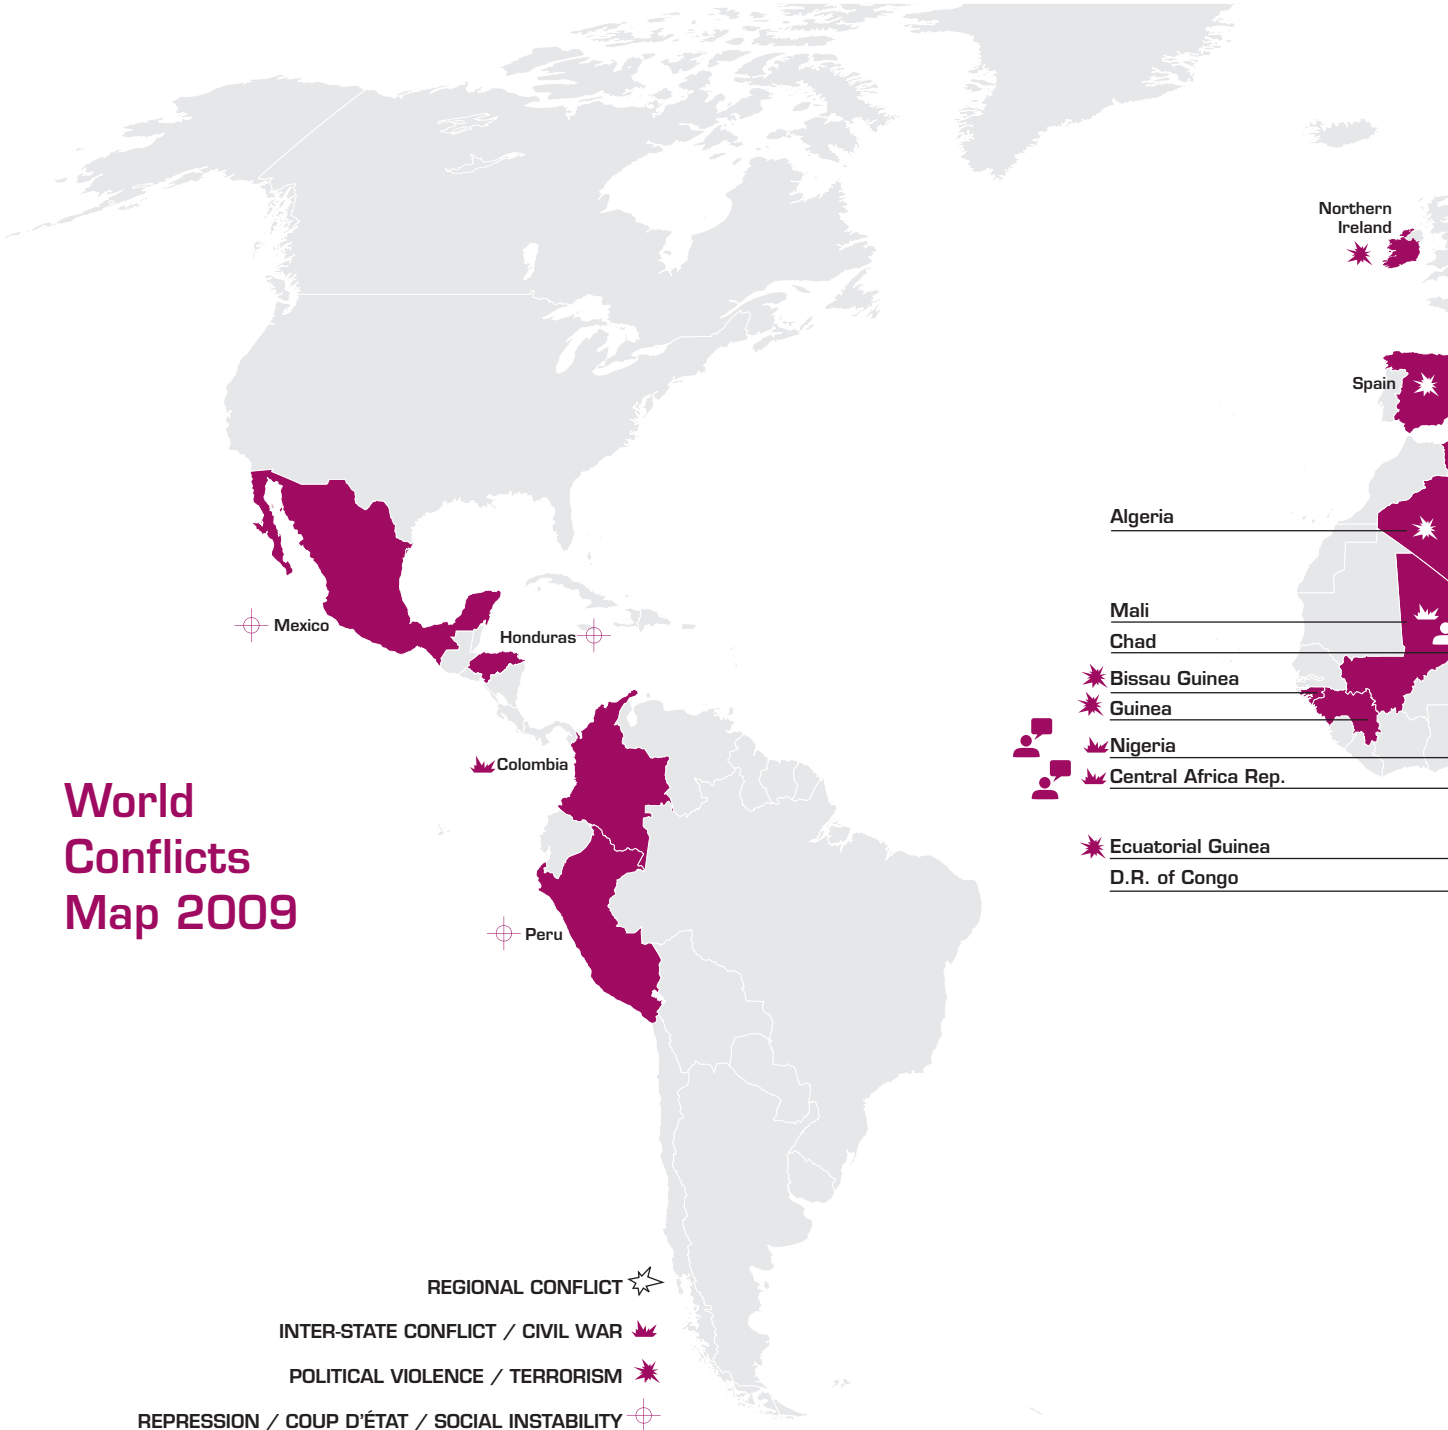 Northern
Ireland
Spain
Algeria
Mali
Chad
Bissau Guinea
Guinea
Nigeria
Central Africa Rep.
Ecuatorial Guinea
D.R. of Congo
Mexico
Honduras
Colombia
Peru
World
Conflicts
Map 2009
REGIONAL CONFLICT
INTER-STATE CONFLICT / CIVIL WAR
POLITICAL VIOLENCE / TERRORISM
REPRESSION / COUP D'ÉTAT / SOCIAL INSTABILITY